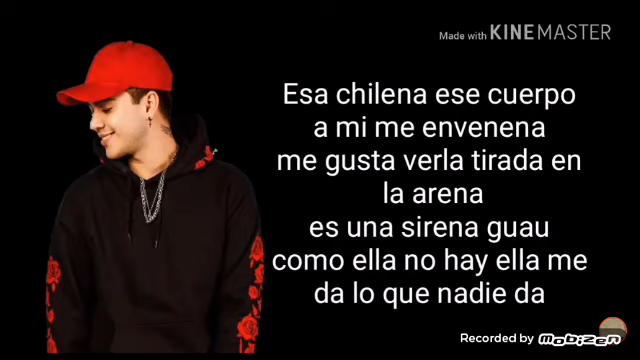 Made with KINEMASTER
Esa chilena ese cuerpo
a mi me envenena
me gusta verla tirada en
la arena
es una sirena guau
como ella no hay ella me
da lo que nadie da
Recorded by Mobizen